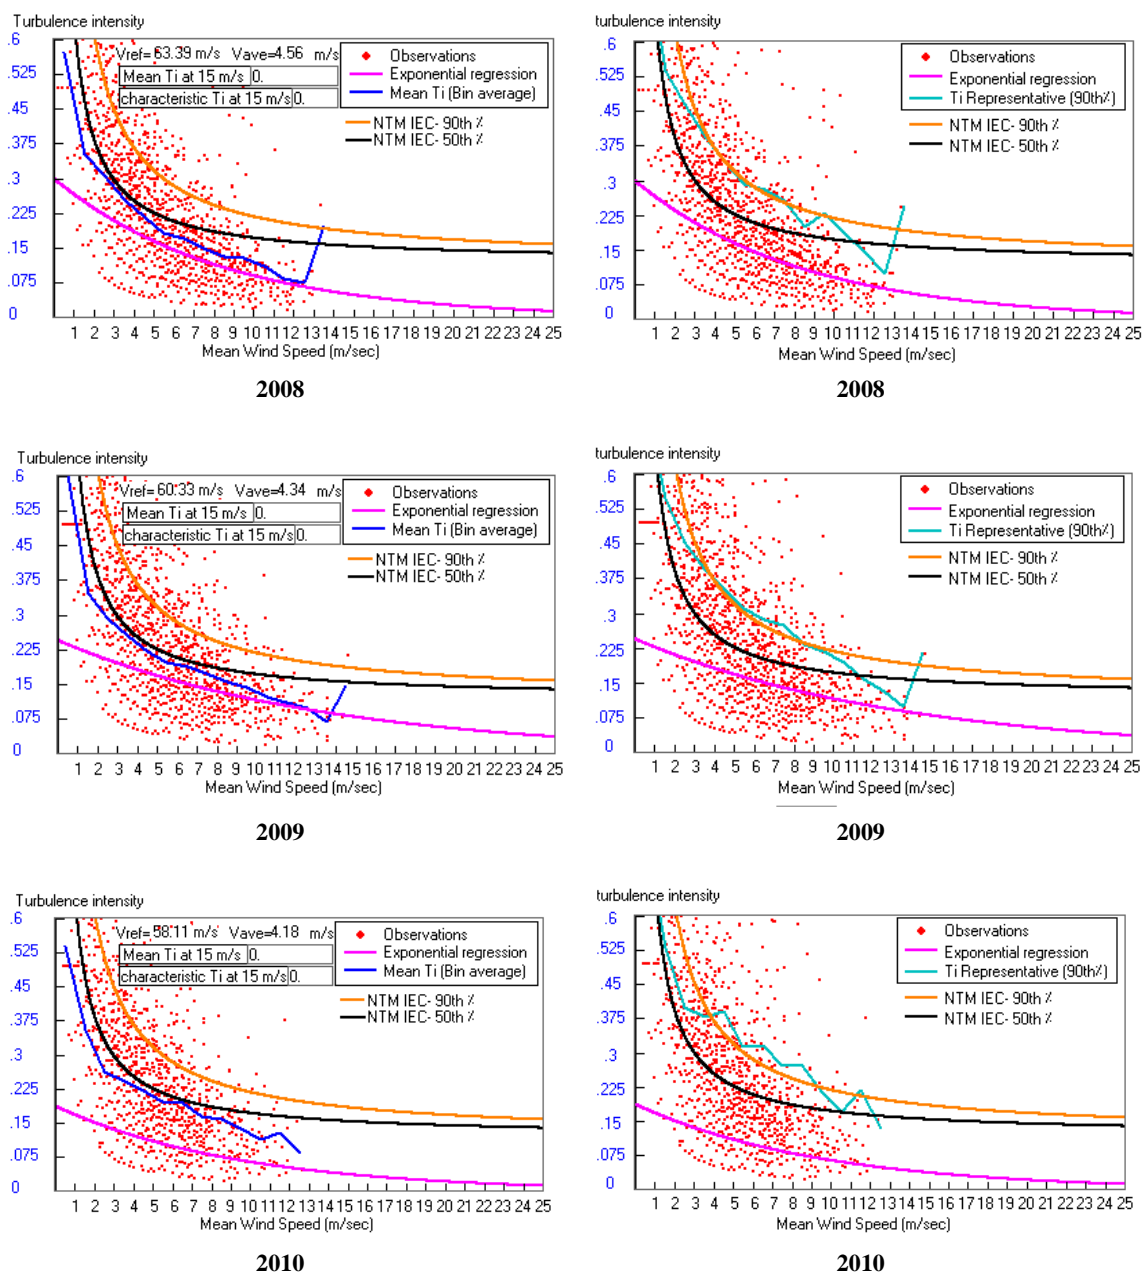 Turbulence intensity
.6
.525
.45
.375
.3
.225
.15
.075
0
Vref= 63.39 m/s Vave=4.56 m/s
Mean Ti at 15 m/s 0.
characteristic Ti at 15 m/s 0.
Observations
Exponential regression
Mean Ti (Bin average)
NTM IEC- 90th %
NTM IEC- 50th %
1 2 3 4 5 6 7 8 9 10 11 12 13 14 15 16 17 18 19 20 21 22 23 24 25
Mean Wind Speed (m/sec)
2008
turbulence intensity
.6
.525
.45
.375
.3
.225
.15
.075
0
Observations
Exponential regression
Ti Representative (90th%)
NTM IEC- 90th %
NTM IEC- 50th %
1 2 3 4 5 6 7 8 9 10 11 12 13 14 15 16 17 18 19 20 21 22 23 24 25
Mean Wind Speed (m/sec)
2008
Turbulence intensity
.6
.525
.45
.375
.3
.225
.15
.075
0
Vref= 60.33 m/s Vave=4.34 m/s
Mean Ti at 15 m/s 0.
characteristic Ti at 15 m/s 0.
Observations
Exponential regression
Mean Ti (Bin average)
NTM IEC- 90th %
NTM IEC- 50th %
1 2 3 4 5 6 7 8 9 10 11 12 13 14 15 16 17 18 19 20 21 22 23 24 25
Mean Wind Speed (m/sec)
2009
turbulence intensity
.6
.525
.45
.375
.3
.225
.15
.075
0
Observations
Exponential regression
Ti Representative (90th%)
NTM IEC- 90th %
NTM IEC- 50th %
1 2 3 4 5 6 7 8 9 10 11 12 13 14 15 16 17 18 19 20 21 22 23 24 25
Mean Wind Speed (m/sec)
2009
Turbulence intensity
.6
.525
.45
.375
.3
.225
.15
.075
0
Vref= 58.11 m/s Vave=4.18 m/s
Mean Ti at 15 m/s 0.
characteristic Ti at 15 m/s 0.
Observations
Exponential regression
Mean Ti (Bin average)
NTM IEC- 90th %
NTM IEC- 50th %
1 2 3 4 5 6 7 8 9 10 11 12 13 14 15 16 17 18 19 20 21 22 23 24 25
Mean Wind Speed (m/sec)
2010
turbulence intensity
.6
.525
.45
.375
.3
.225
.15
.075
0
Observations
Exponential regression
Ti Representative (90th%)
NTM IEC- 90th %
NTM IEC- 50th %
1 2 3 4 5 6 7 8 9 10 11 12 13 14 15 16 17 18 19 20 21 22 23 24 25
Mean Wind Speed (m/sec)
2010